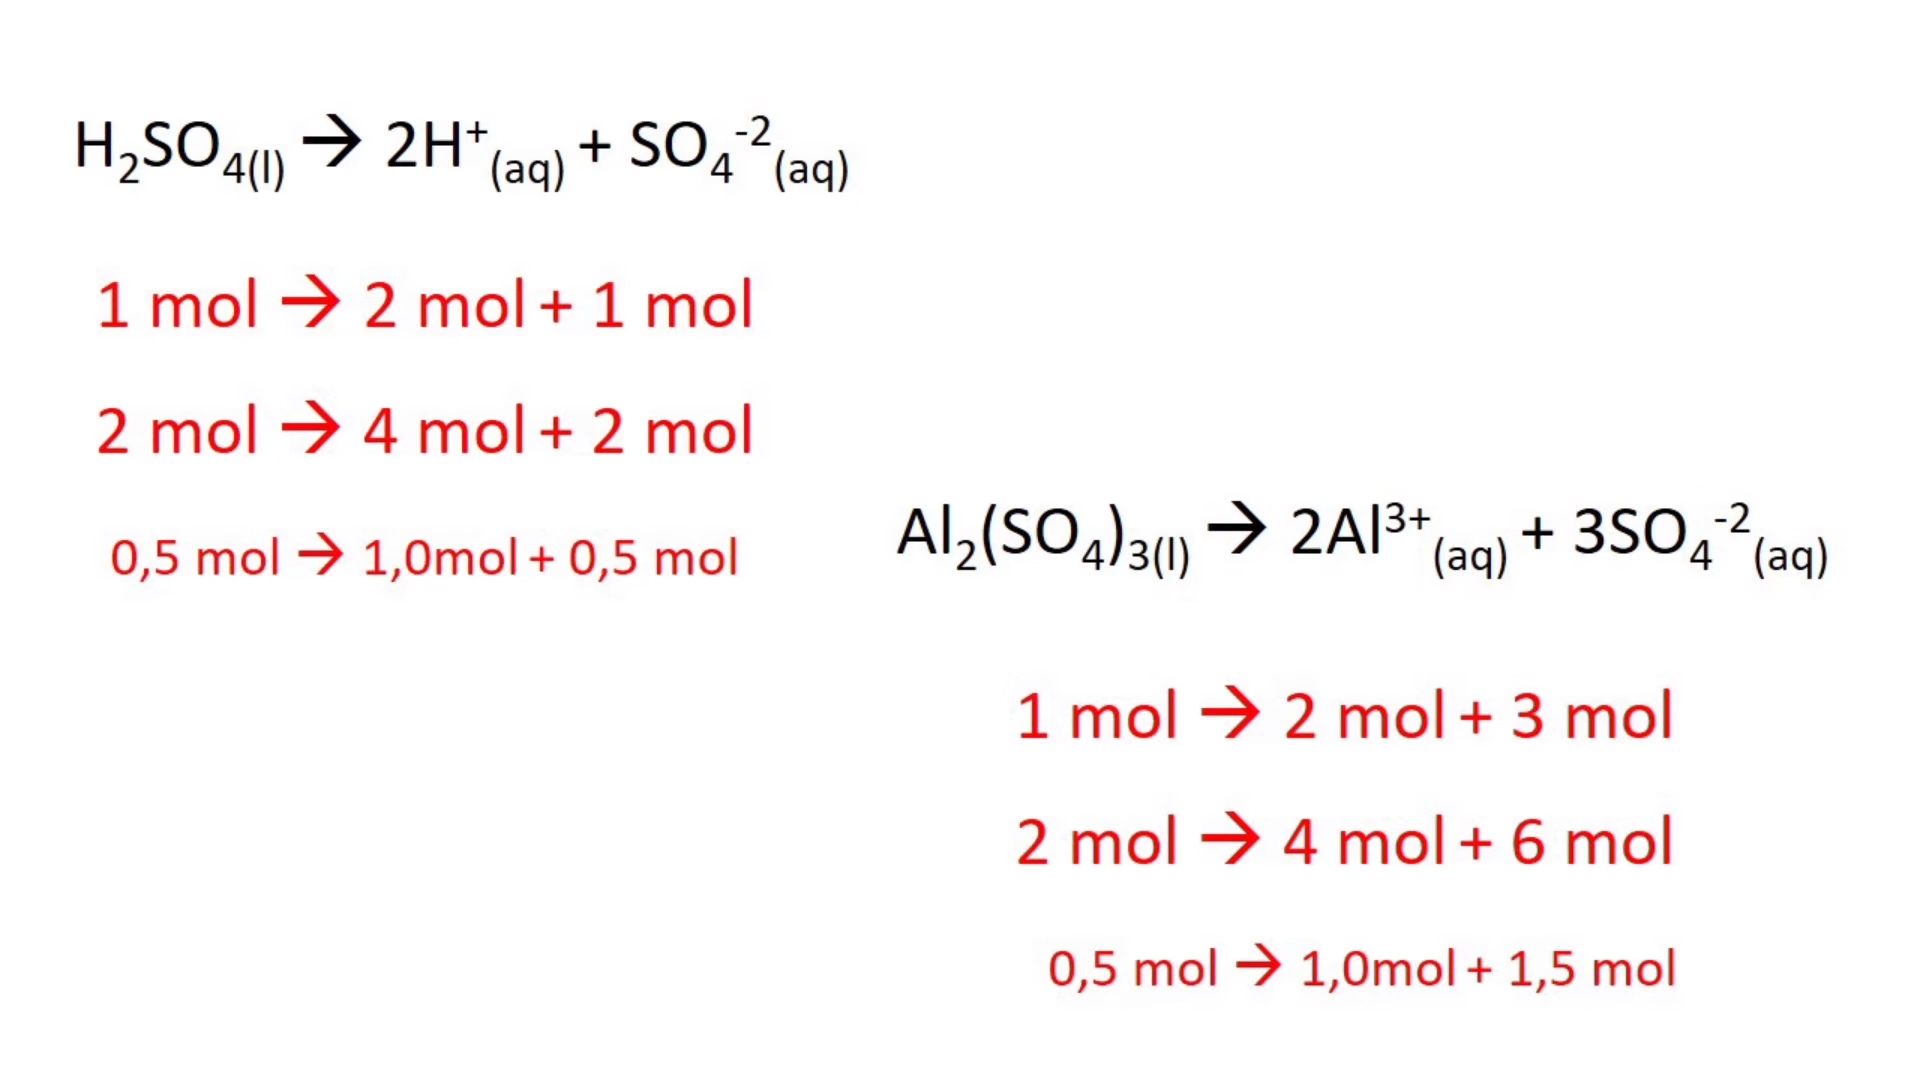 H₂SO₄₍ₗ₎ → 2H⁺(aq) + SO₄⁻²(aq)
1 mol → 2 mol + 1 mol
2 mol → 4 mol + 2 mol
0,5 mol → 1,0mol + 0,5 mol
Al₂(SO₄)₃₍ₗ₎ → 2Al³⁺(aq) + 3SO₄⁻²(aq)
1 mol → 2 mol + 3 mol
2 mol → 4 mol + 6 mol
0,5 mol → 1,0mol + 1,5 mol